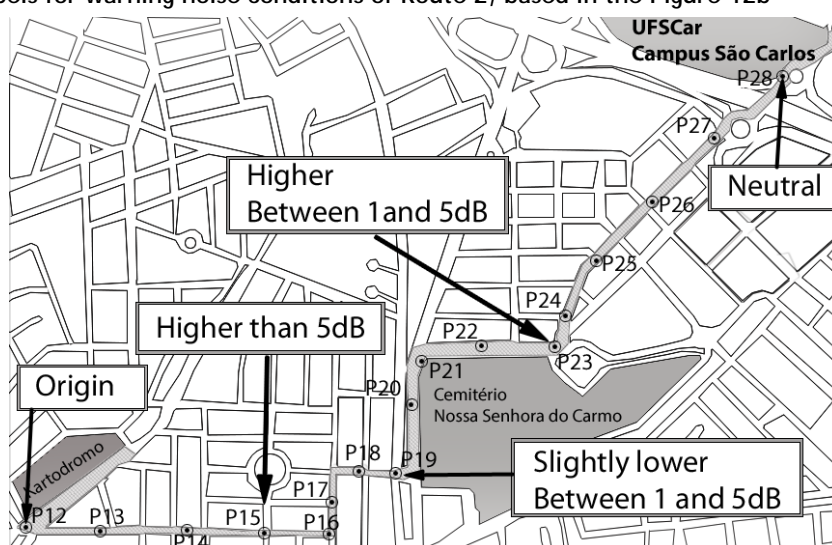 ools for warning noise conditions of Route 2, based in the Figure 12b
UFSCar
Campus São Carlos
P28
P27
Higher
Between 1and 5dB
Neutral
P26
P25
P24
Higher than 5dB
P22
P23
P21
Origin
P20
Cemitério
Nossa Senhora do Carmo
Kartodromo
P18
P19
Slightly lower
Between 1 and 5dB
P17
P12
P13
P14
P15
P16